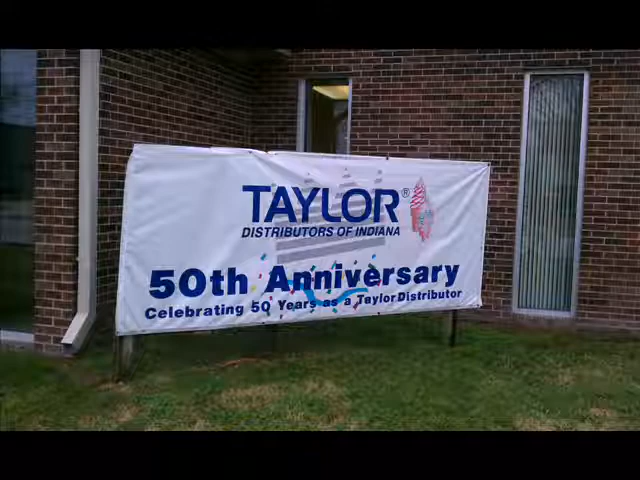 TAYLOR®
DISTRIBUTORS OF INDIANA
50th Anniversary
Celebrating 50 Years as a Taylor Distributor